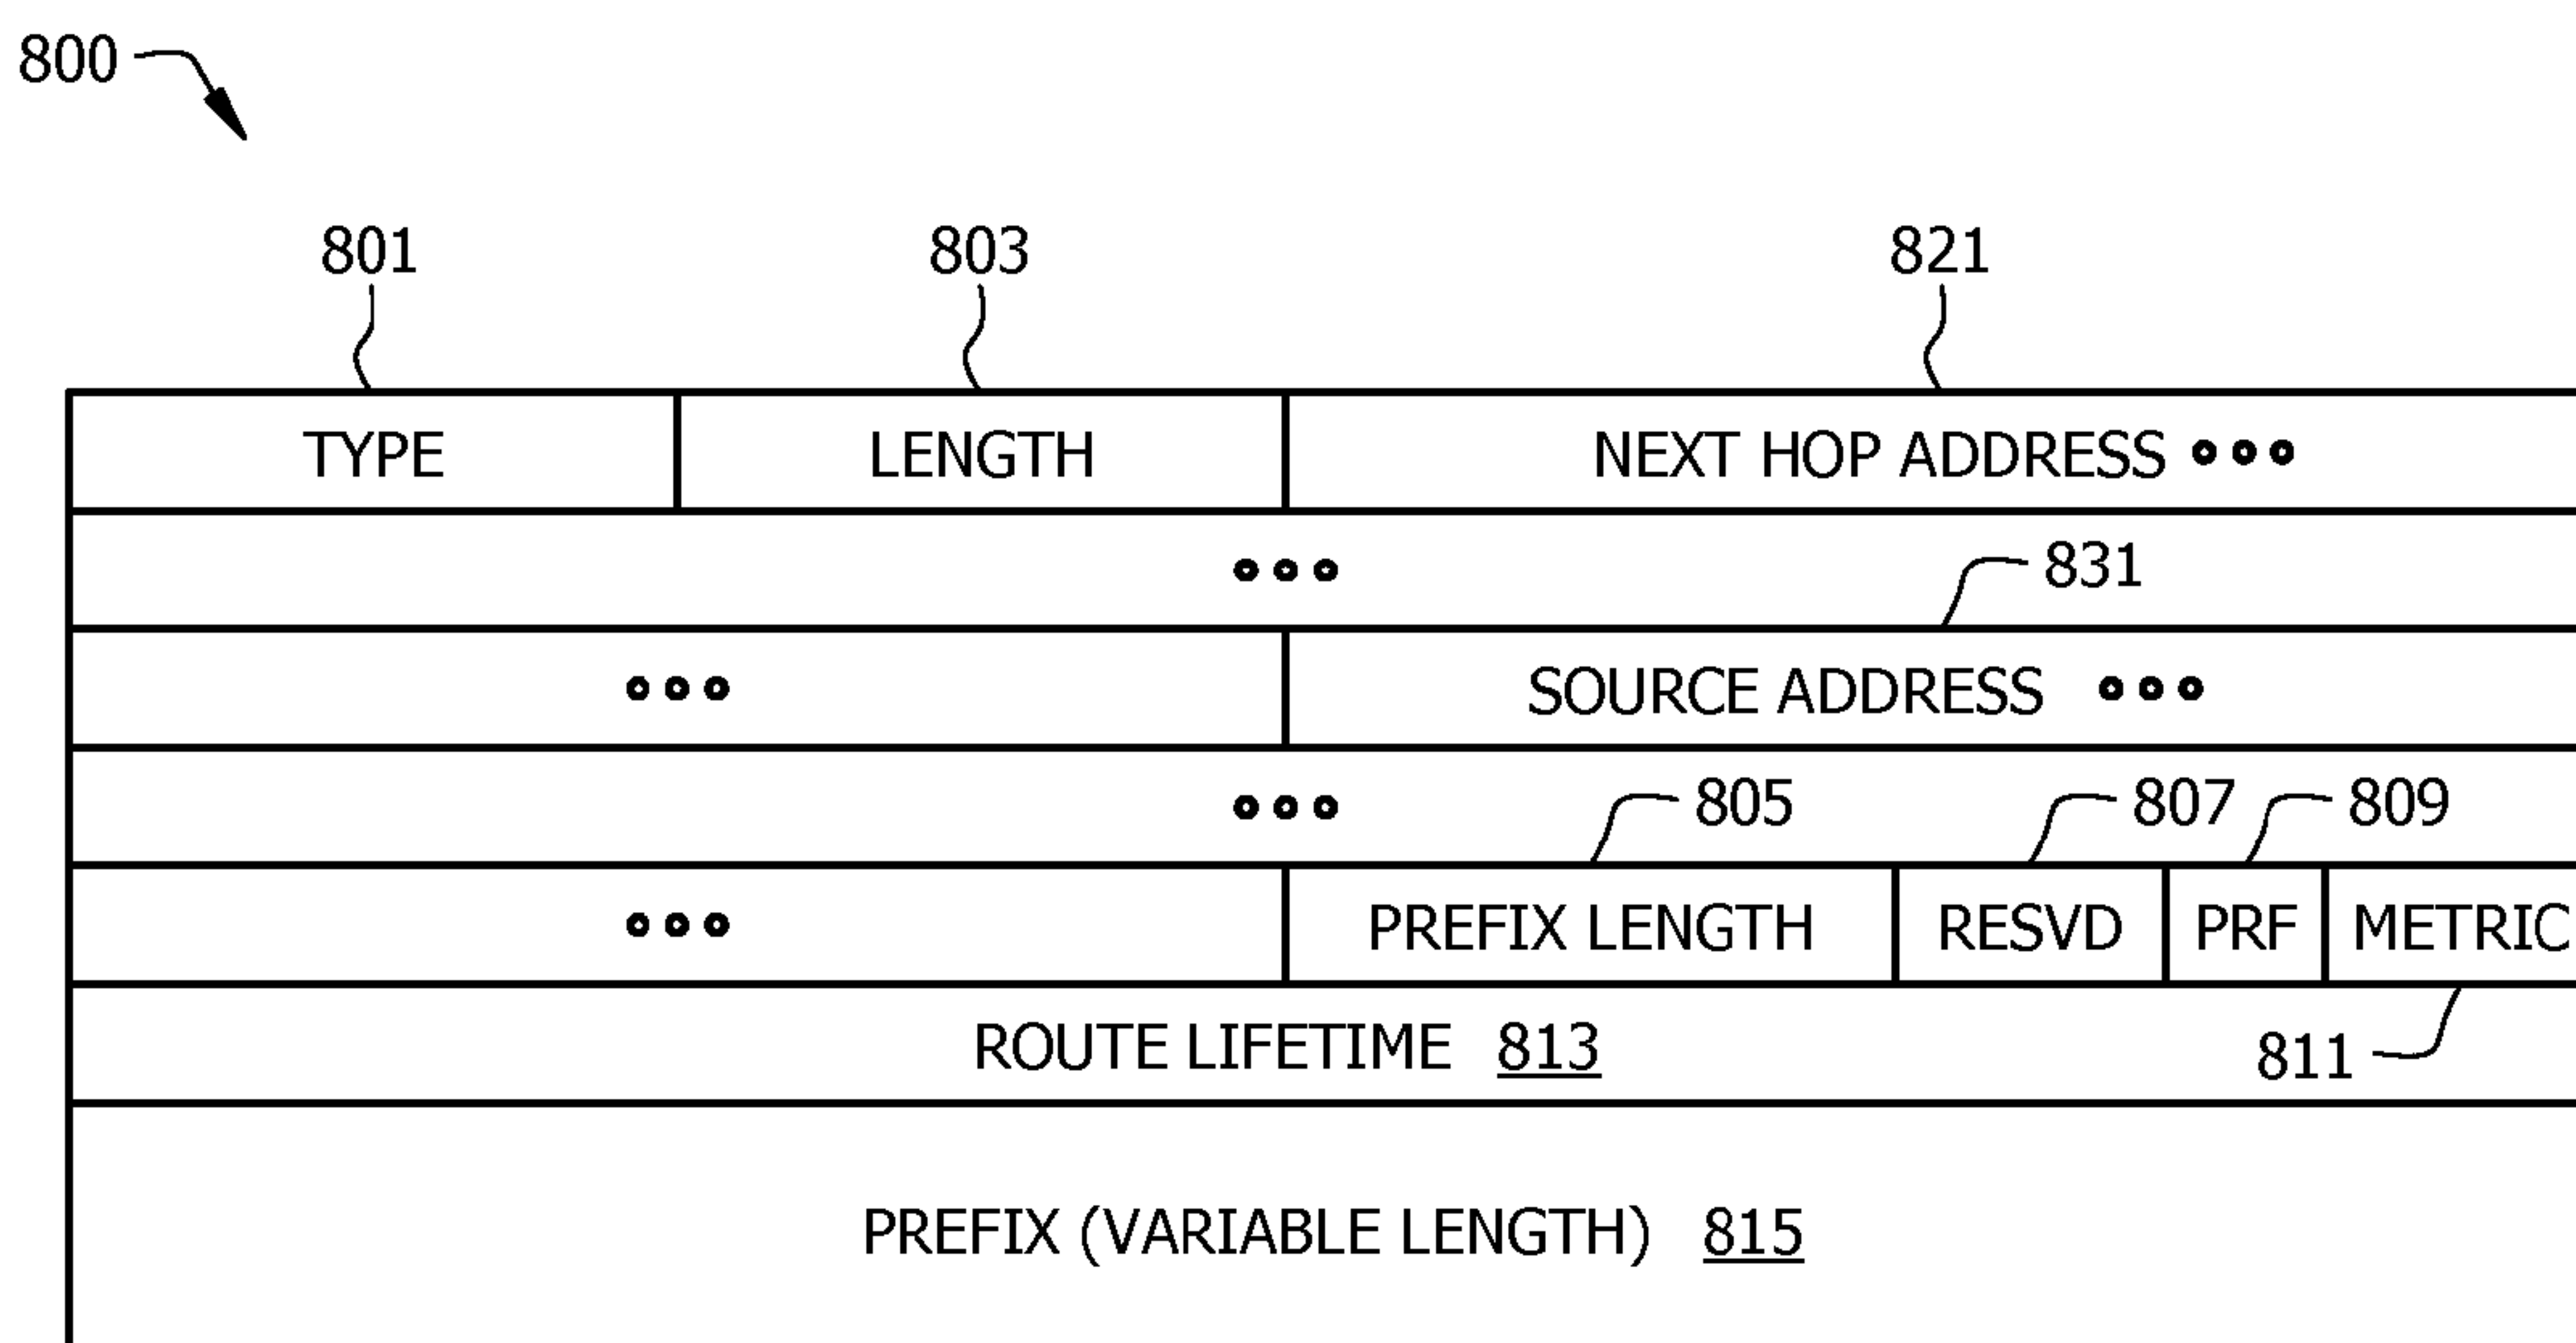 800
801 803 821
TYPE LENGTH NEXT HOP ADDRESS
831
SOURCE ADDRESS
805 807 809
PREFIX LENGTH RESVD PRF METRIC
ROUTE LIFETIME 813 811
PREFIX (VARIABLE LENGTH) 815